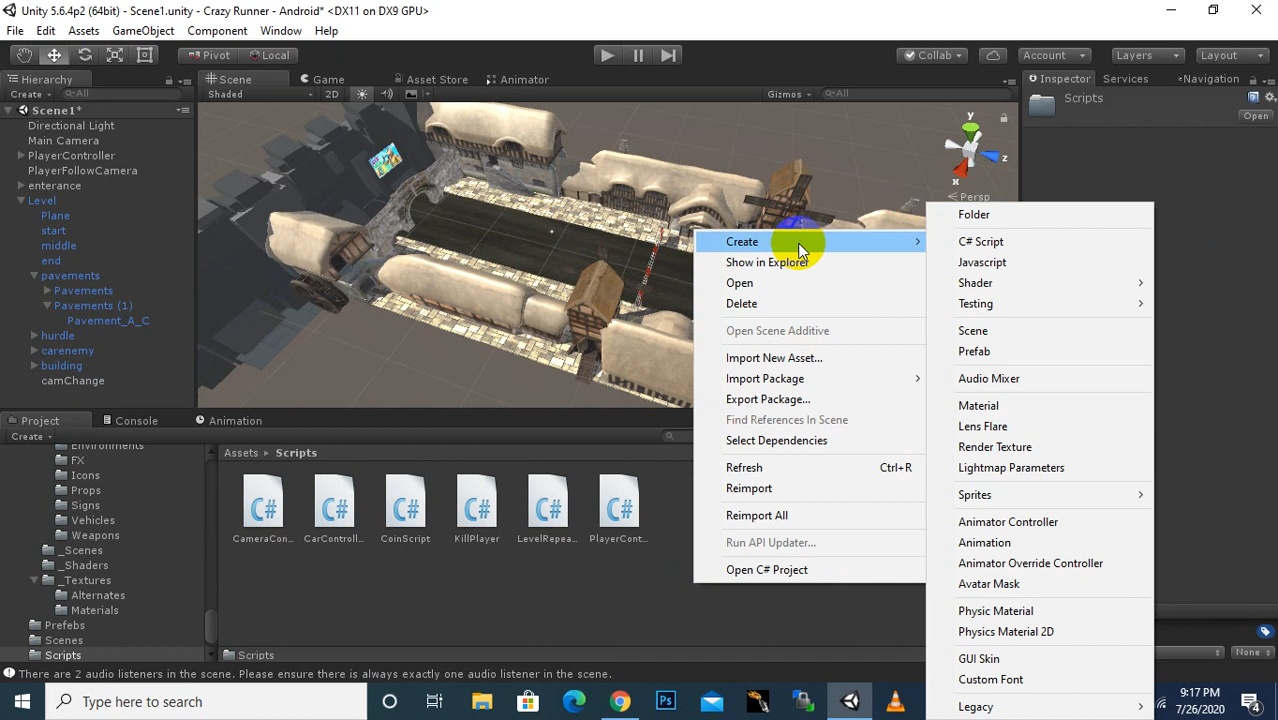 Unity 5.6.4p2 (64bit) - Scene1.unity - Crazy Runner - Android* <DX11 on DX9 GPU>
File Edit Assets GameObject Component Window Help
Pivot Local Collab Account Layers Layout
Hierarchy
Create All
Scene Game Asset Store Animator
Shaded 2D Gizmos All
Inspector Services Navigation
Scripts
Open
Scene1*
Directional Light
Main Camera
PlayerController
PlayerFollowCamera
enterance
Level
Plane
start
middle
end
pavements
Pavements
Pavements (1)
Pavement_A_C
hurdle
carenemy
building
camChange
y
z
x
Persp
Create
Show in Explorer
Open
Delete
Open Scene Additive
Import New Asset...
Import Package
Export Package...
Find References In Scene
Select Dependencies
Refresh Ctrl+R
Reimport
Reimport All
Run API Updater...
Open C# Project
Folder
C# Script
Javascript
Shader
Testing
Scene
Prefab
Audio Mixer
Material
Lens Flare
Render Texture
Lightmap Parameters
Sprites
Animator Controller
Animation
Animator Override Controller
Avatar Mask
Physic Material
Physics Material 2D
GUI Skin
Custom Font
Legacy
Project Console Animation
Create
Environments
FX
Icons
Props
Signs
Vehicles
Weapons
_Scenes
_Shaders
_Textures
Alternates
Materials
Prefebs
Scenes
Scripts
Assets Scripts
C# C# C# C# C# C#
CameraCon... CarControll... CoinScript KillPlayer LevelRepea... PlayerCont...
Scripts
None
There are 2 audio listeners in the scene. Please ensure there is always exactly one audio listener in the scene.
Type here to search
Ps
9:17 PM
7/26/2020
4